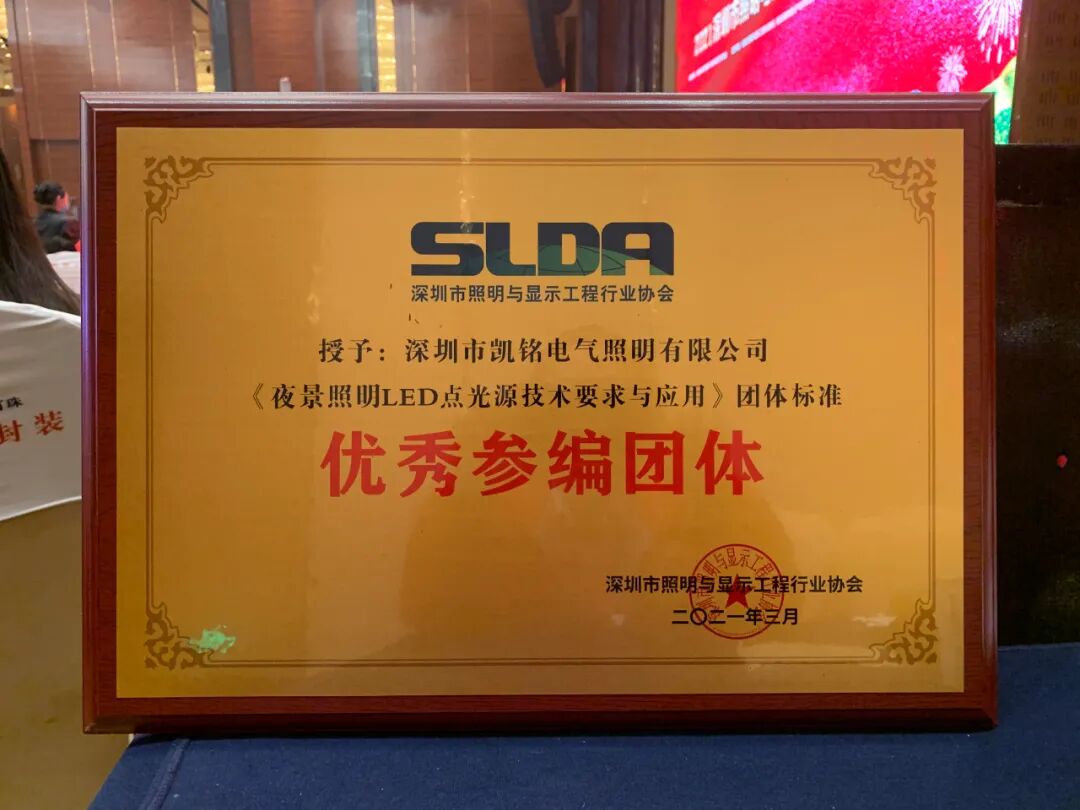 SLDA
深圳市照明与显示工程行业协会
授予：深圳市凯铭电气照明有限公司
《夜景照明LED点光源技术要求与应用》团体标准
优秀参编团体
深圳市照明与显示工程行业协会
二〇二一年三月
封装